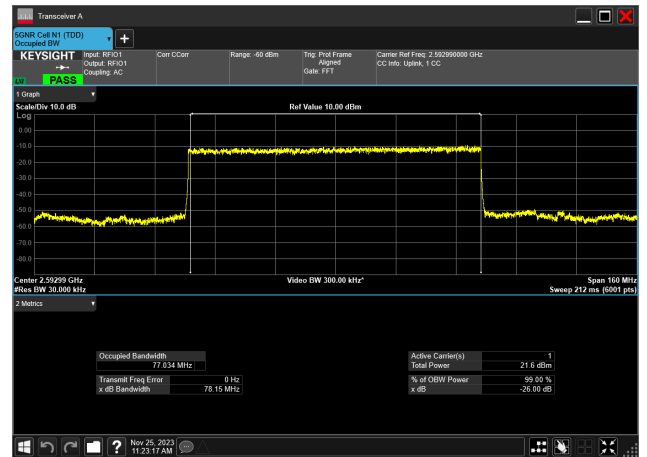 Transceiver A
5GNR Cell N1 (TDD)
Occupied BW
KEYSIGHT
LM
PASS
Input: RFIO1
Output: RFIO1
Coupling: AC
Corr CCorr
Range: -60 dBm
Trig: Prot Frame
Aligned
Gate: FFT
Carrier Ref Freq: 2.592990000 GHz
CC Info: Uplink, 1 CC
1 Graph
Scale/Div 10.0 dB
Ref Value 10.00 dBm
Log
0.00
-10.0
-20.0
-30.0
-40.0
-50.0
-60.0
-70.0
-80.0
Center 2.59299 GHz
Video BW 300.00 kHz*
Span 160 MHz
#Res BW 30.000 kHz
Sweep 212 ms (6001 pts)
2 Metrics
Occupied Bandwidth
77.034 MHz
Active Carrier(s) 1
Total Power 21.6 dBm
Transmit Freq Error 0 Hz
x dB Bandwidth 78.15 MHz
% of OBW Power 99.00 %
x dB -26.00 dB
Nov 25, 2023
11:23:17 AM